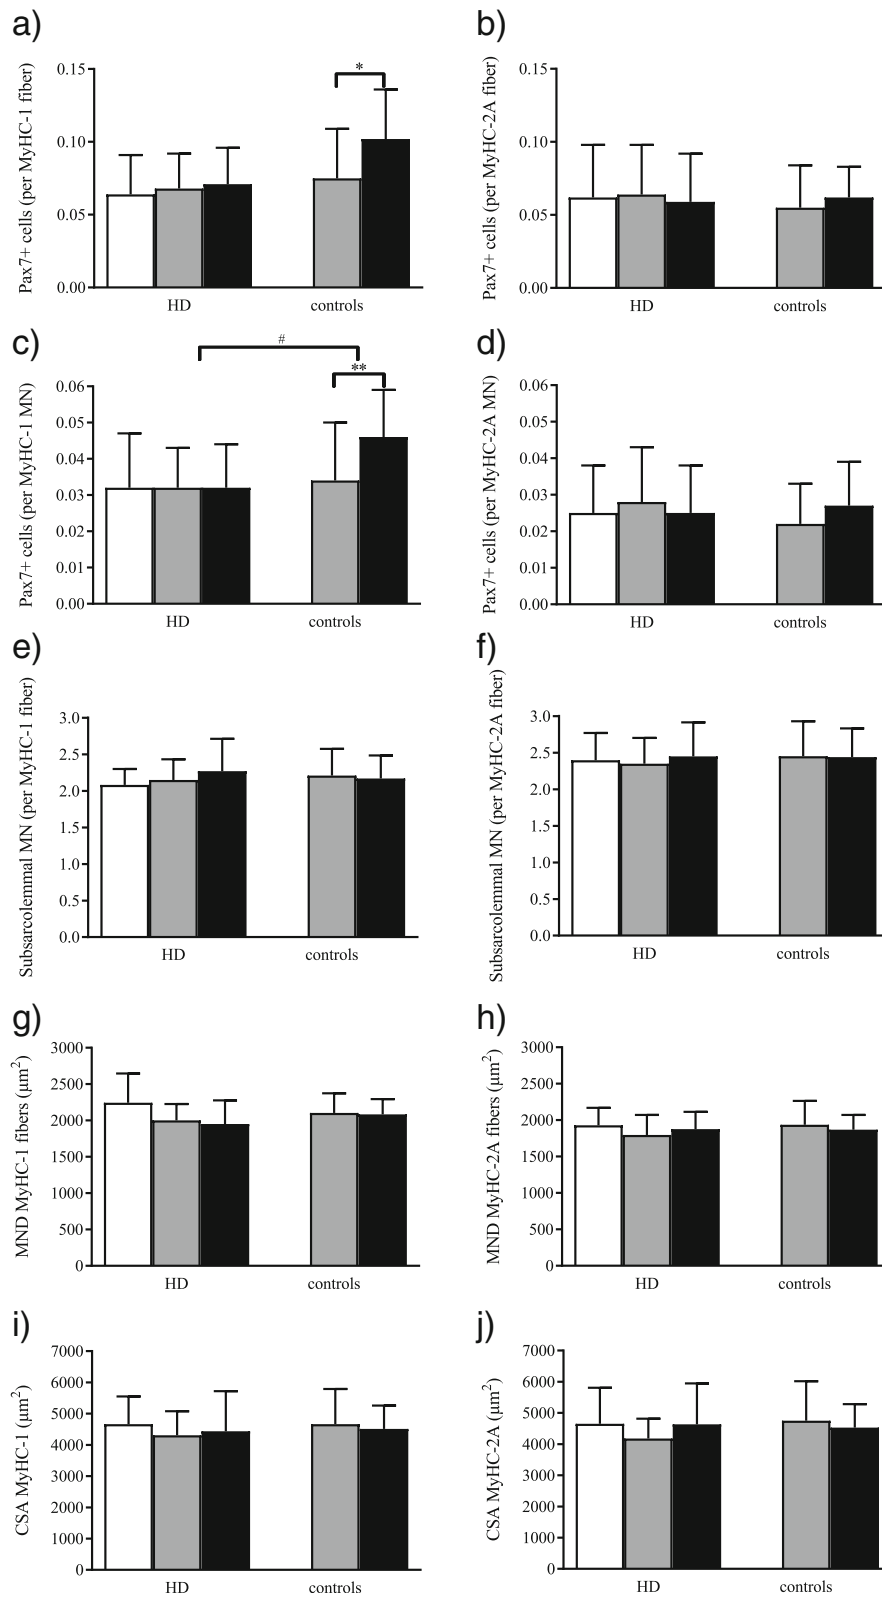 a)
Pax7+ cells (per MyHC-1 fiber)
0.15
0.10
0.05
0.00
*
HD
controls
b)
Pax7+ cells (per MyHC-2A fiber)
0.15
0.10
0.05
0.00
HD
controls
c)
Pax7+ cells (per MyHC-1 MN)
0.06
0.05
0.04
0.03
0.02
0.01
0.00
#
**
HD
controls
d)
Pax7+ cells (per MyHC-2A MN)
0.06
0.05
0.04
0.03
0.02
0.01
0.00
HD
controls
e)
Subsarcolemmal MN (per MyHC-1 fiber)
3.0
2.5
2.0
1.5
1.0
0.5
0.0
HD
controls
f)
Subsarcolemmal MN (per MyHC-2A fiber)
3.0
2.5
2.0
1.5
1.0
0.5
0.0
HD
controls
g)
MND MyHC-1 fibers (µm²)
3000
2500
2000
1500
1000
500
0
HD
controls
h)
MND MyHC-2A fibers (µm²)
3000
2500
2000
1500
1000
500
0
HD
controls
i)
CSA MyHC-1 (µm²)
7000
6000
5000
4000
3000
2000
1000
0
HD
controls
j)
CSA MyHC-2A (µm²)
7000
6000
5000
4000
3000
2000
1000
0
HD
controls